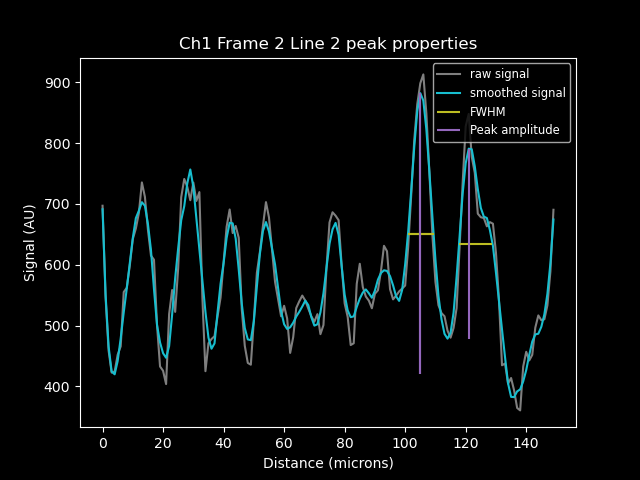 Ch1 Frame 2 Line 2 peak properties
raw signal
smoothed signal
FWHM
Peak amplitude
Signal (AU)
900
800
700
600
500
400
0 20 40 60 80 100 120 140
Distance (microns)